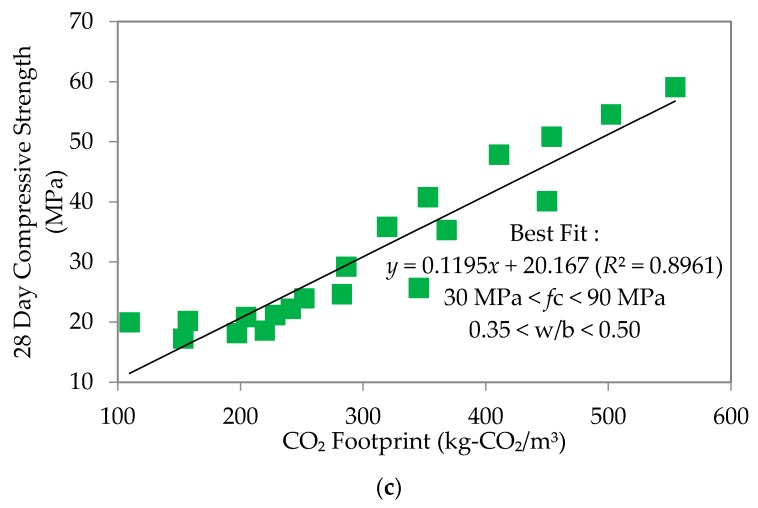 70
60
50
40
30
20
10
28 Day Compressive Strength
(MPa)
Best Fit :
y = 0.1195x + 20.167 (R² = 0.8961)
30 MPa < fc < 90 MPa
0.35 < w/b < 0.50
100 200 300 400 500 600
CO₂ Footprint (kg-CO₂/m³)
(c)